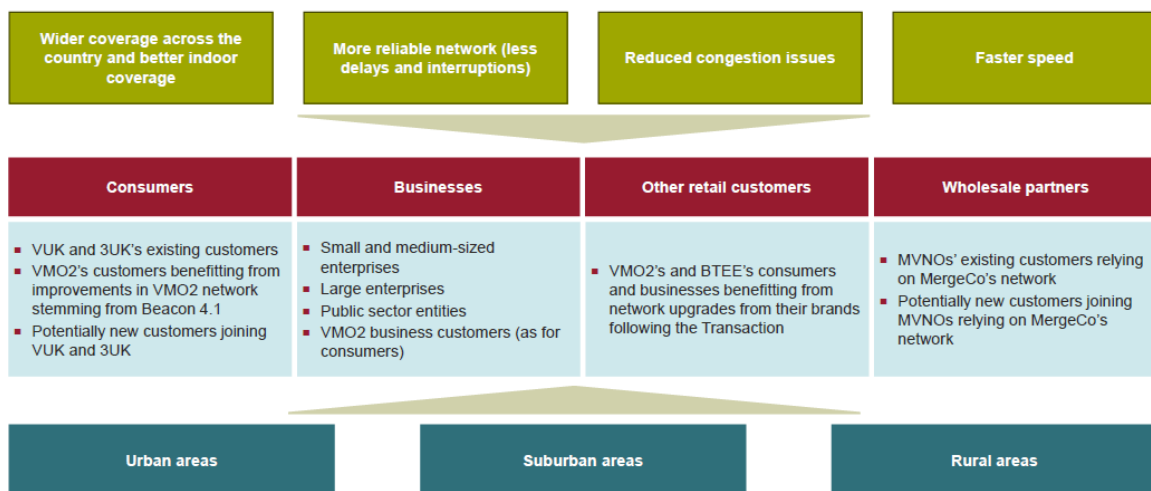 Wider coverage across the
country and better indoor
coverage
More reliable network (less
delays and interruptions)
Reduced congestion issues
Faster speed
Consumers
▪ VUK and 3UK's existing customers
▪ VMO2's customers benefitting from
improvements in VMO2 network
stemming from Beacon 4.1
▪ Potentially new customers joining
VUK and 3UK
Businesses
▪ Small and medium-sized
enterprises
▪ Large enterprises
▪ Public sector entities
▪ VMO2 business customers (as for
consumers)
Other retail customers
▪ VMO2's and BTEE's consumers
and businesses benefitting from
network upgrades from their brands
following the Transaction
Wholesale partners
▪ MVNOs' existing customers relying
on MergeCo's network
▪ Potentially new customers joining
MVNOs relying on MergeCo's
network
Urban areas
Suburban areas
Rural areas